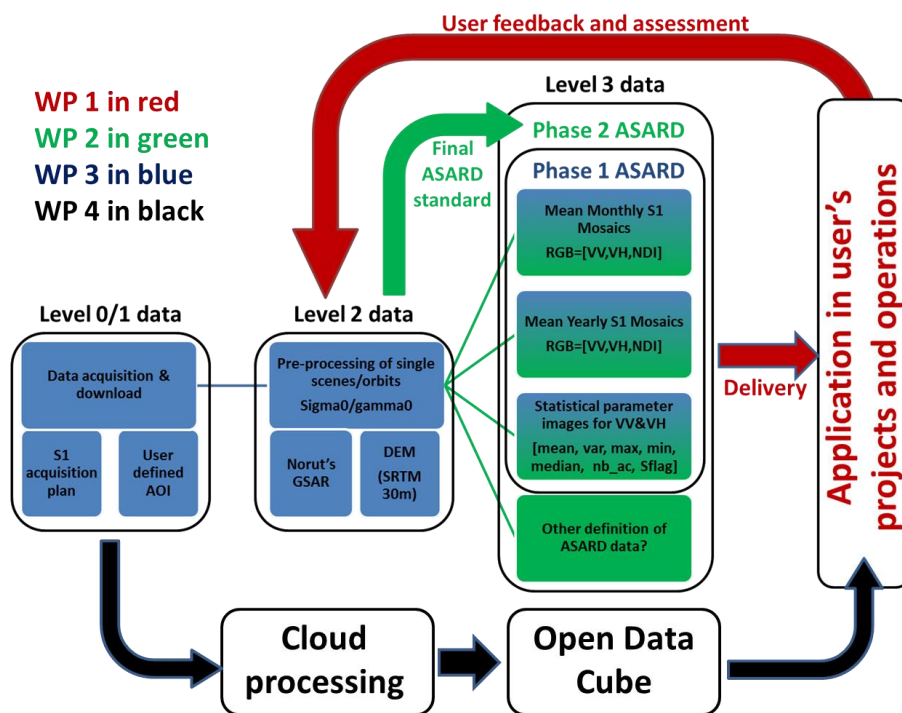 User feedback and assessment
WP 1 in red
WP 2 in green
WP 3 in blue
WP 4 in black
Level 3 data
Phase 2 ASARD
Final
ASARD
standard
Phase 1 ASARD
Mean Monthly S1
Mosaics
RGB=[VV,VH,NDI]
Mean Yearly S1 Mosaics
RGB=[VV,VH,NDI]
Statistical parameter
images for VV&VH
[mean, var, max, min,
median, nb_ac, Sflag]
Other definition of
ASARD data?
Level 0/1 data
Data acquisition &
download
S1
acquisition
plan
User
defined
AOI
Level 2 data
Pre-processing of single
scenes/orbits
Sigma0/gamma0
Norut's
GSAR
DEM
(SRTM
30m)
Delivery
Application in user's
projects and operations
Cloud
processing
Open Data
Cube